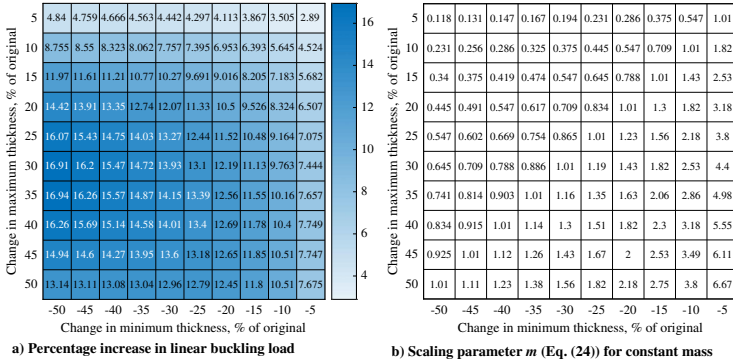 Change in maximum thickness, % of original
5 4.84 4.759 4.666 4.563 4.442 4.297 4.113 3.867 3.505 2.89
10 8.755 8.55 8.323 8.062 7.757 7.395 6.953 6.393 5.645 4.524
15 11.97 11.61 11.21 10.77 10.27 9.691 9.016 8.205 7.183 5.682
20 14.42 13.91 13.35 12.74 12.07 11.33 10.5 9.526 8.324 6.507
25 16.07 15.43 14.75 14.03 13.27 12.44 11.52 10.48 9.164 7.075
30 16.91 16.2 15.47 14.72 13.93 13.1 12.19 11.13 9.763 7.444
35 16.94 16.26 15.57 14.87 14.15 13.39 12.56 11.55 10.16 7.657
40 16.26 15.69 15.14 14.58 14.01 13.4 12.69 11.78 10.4 7.749
45 14.94 14.6 14.27 13.95 13.6 13.18 12.65 11.85 10.51 7.747
50 13.14 13.11 13.08 13.04 12.96 12.79 12.45 11.8 10.51 7.675
-50 -45 -40 -35 -30 -25 -20 -15 -10 -5
Change in minimum thickness, % of original
16
14
12
10
8
6
4
a) Percentage increase in linear buckling load
Change in maximum thickness, % of original
5 0.118 0.131 0.147 0.167 0.194 0.231 0.286 0.375 0.547 1.01
10 0.231 0.256 0.286 0.325 0.375 0.445 0.547 0.709 1.01 1.82
15 0.34 0.375 0.419 0.474 0.547 0.645 0.788 1.01 1.43 2.53
20 0.445 0.491 0.547 0.617 0.709 0.834 1.01 1.3 1.82 3.18
25 0.547 0.602 0.669 0.754 0.865 1.01 1.23 1.56 2.18 3.8
30 0.645 0.709 0.788 0.886 1.01 1.19 1.43 1.82 2.53 4.4
35 0.741 0.814 0.903 1.01 1.16 1.35 1.63 2.06 2.86 4.98
40 0.834 0.915 1.01 1.14 1.3 1.51 1.82 2.3 3.18 5.55
45 0.925 1.01 1.12 1.26 1.43 1.67 2 2.53 3.49 6.11
50 1.01 1.11 1.23 1.38 1.56 1.82 2.18 2.75 3.8 6.67
-50 -45 -40 -35 -30 -25 -20 -15 -10 -5
Change in minimum thickness, % of original
b) Scaling parameter m (Eq. (24)) for constant mass